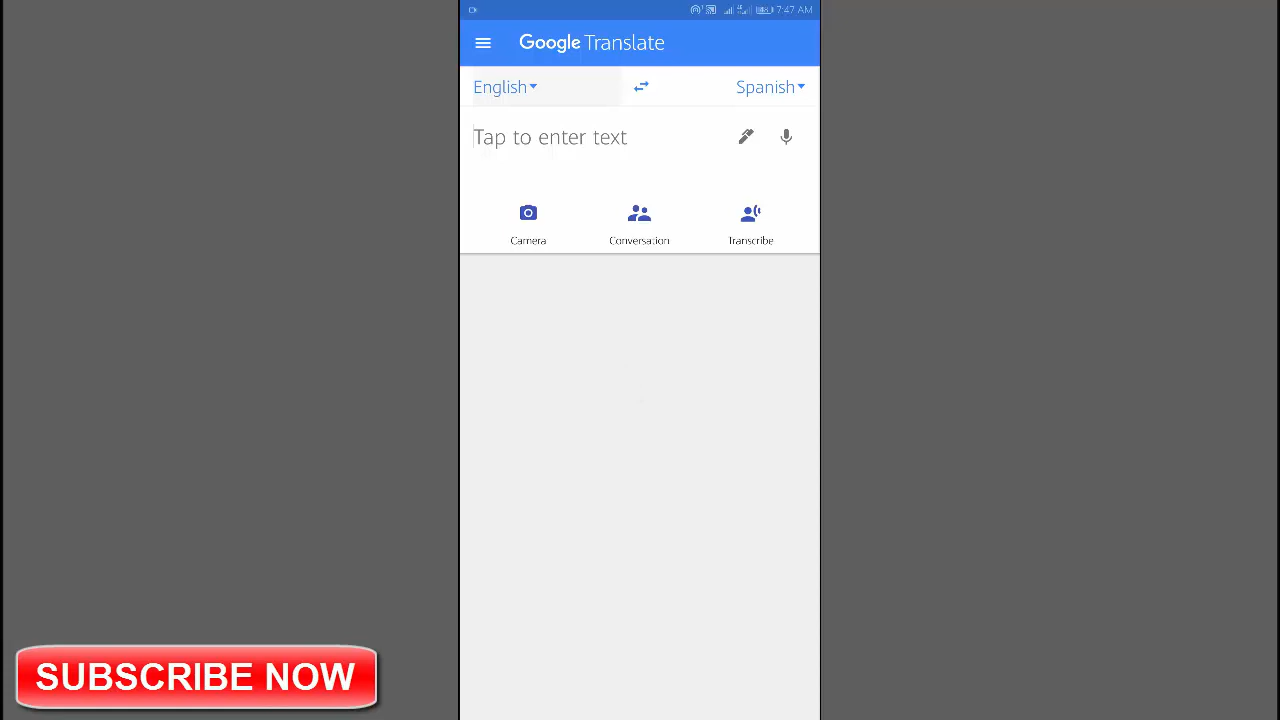 7:47 AM
Google Translate
English
Spanish
Tap to enter text
Camera
Conversation
Transcribe
SUBSCRIBE NOW